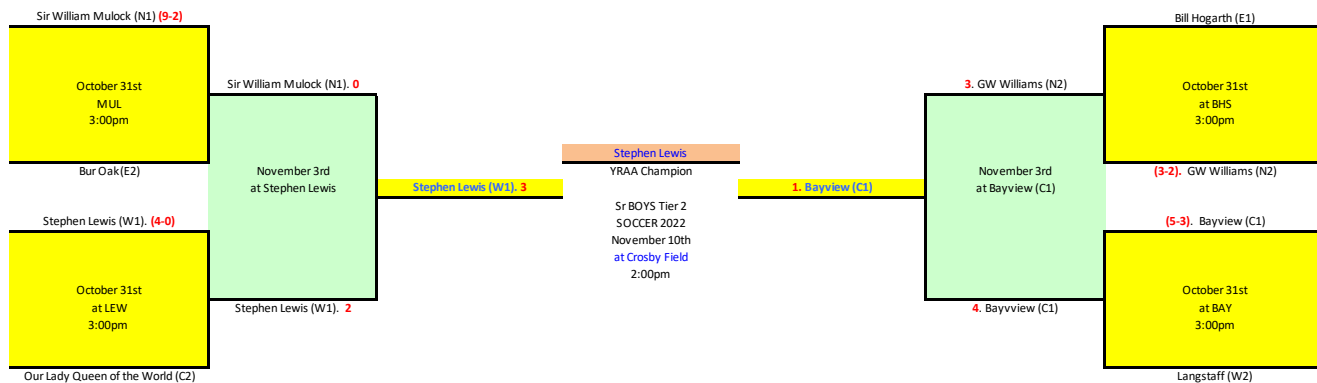 Sir William Mulock (N1) (9-2)
October 31st
MUL
3:00pm
Bur Oak (E2)
Stephen Lewis (W1). (4-0)
October 31st
at LEW
3:00pm
Our Lady Queen of the World (C2)
Sir William Mulock (N1). 0
November 3rd
at Stephen Lewis
Stephen Lewis (W1). 2
Stephen Lewis (W1). 3
Stephen Lewis
YRAA Champion
Sr BOYS Tier 2
SOCCER 2022
November 10th
at Crosby Field
2:00pm
1. Bayview (C1)
3. GW Williams (N2)
November 3rd
at Bayview (C1)
4. Bayvview (C1)
Bill Hogarth (E1)
October 31st
at BHS
3:00pm
(3-2). GW Williams (N2)
(5-3). Bayview (C1)
October 31st
at BAY
3:00pm
Langstaff (W2)